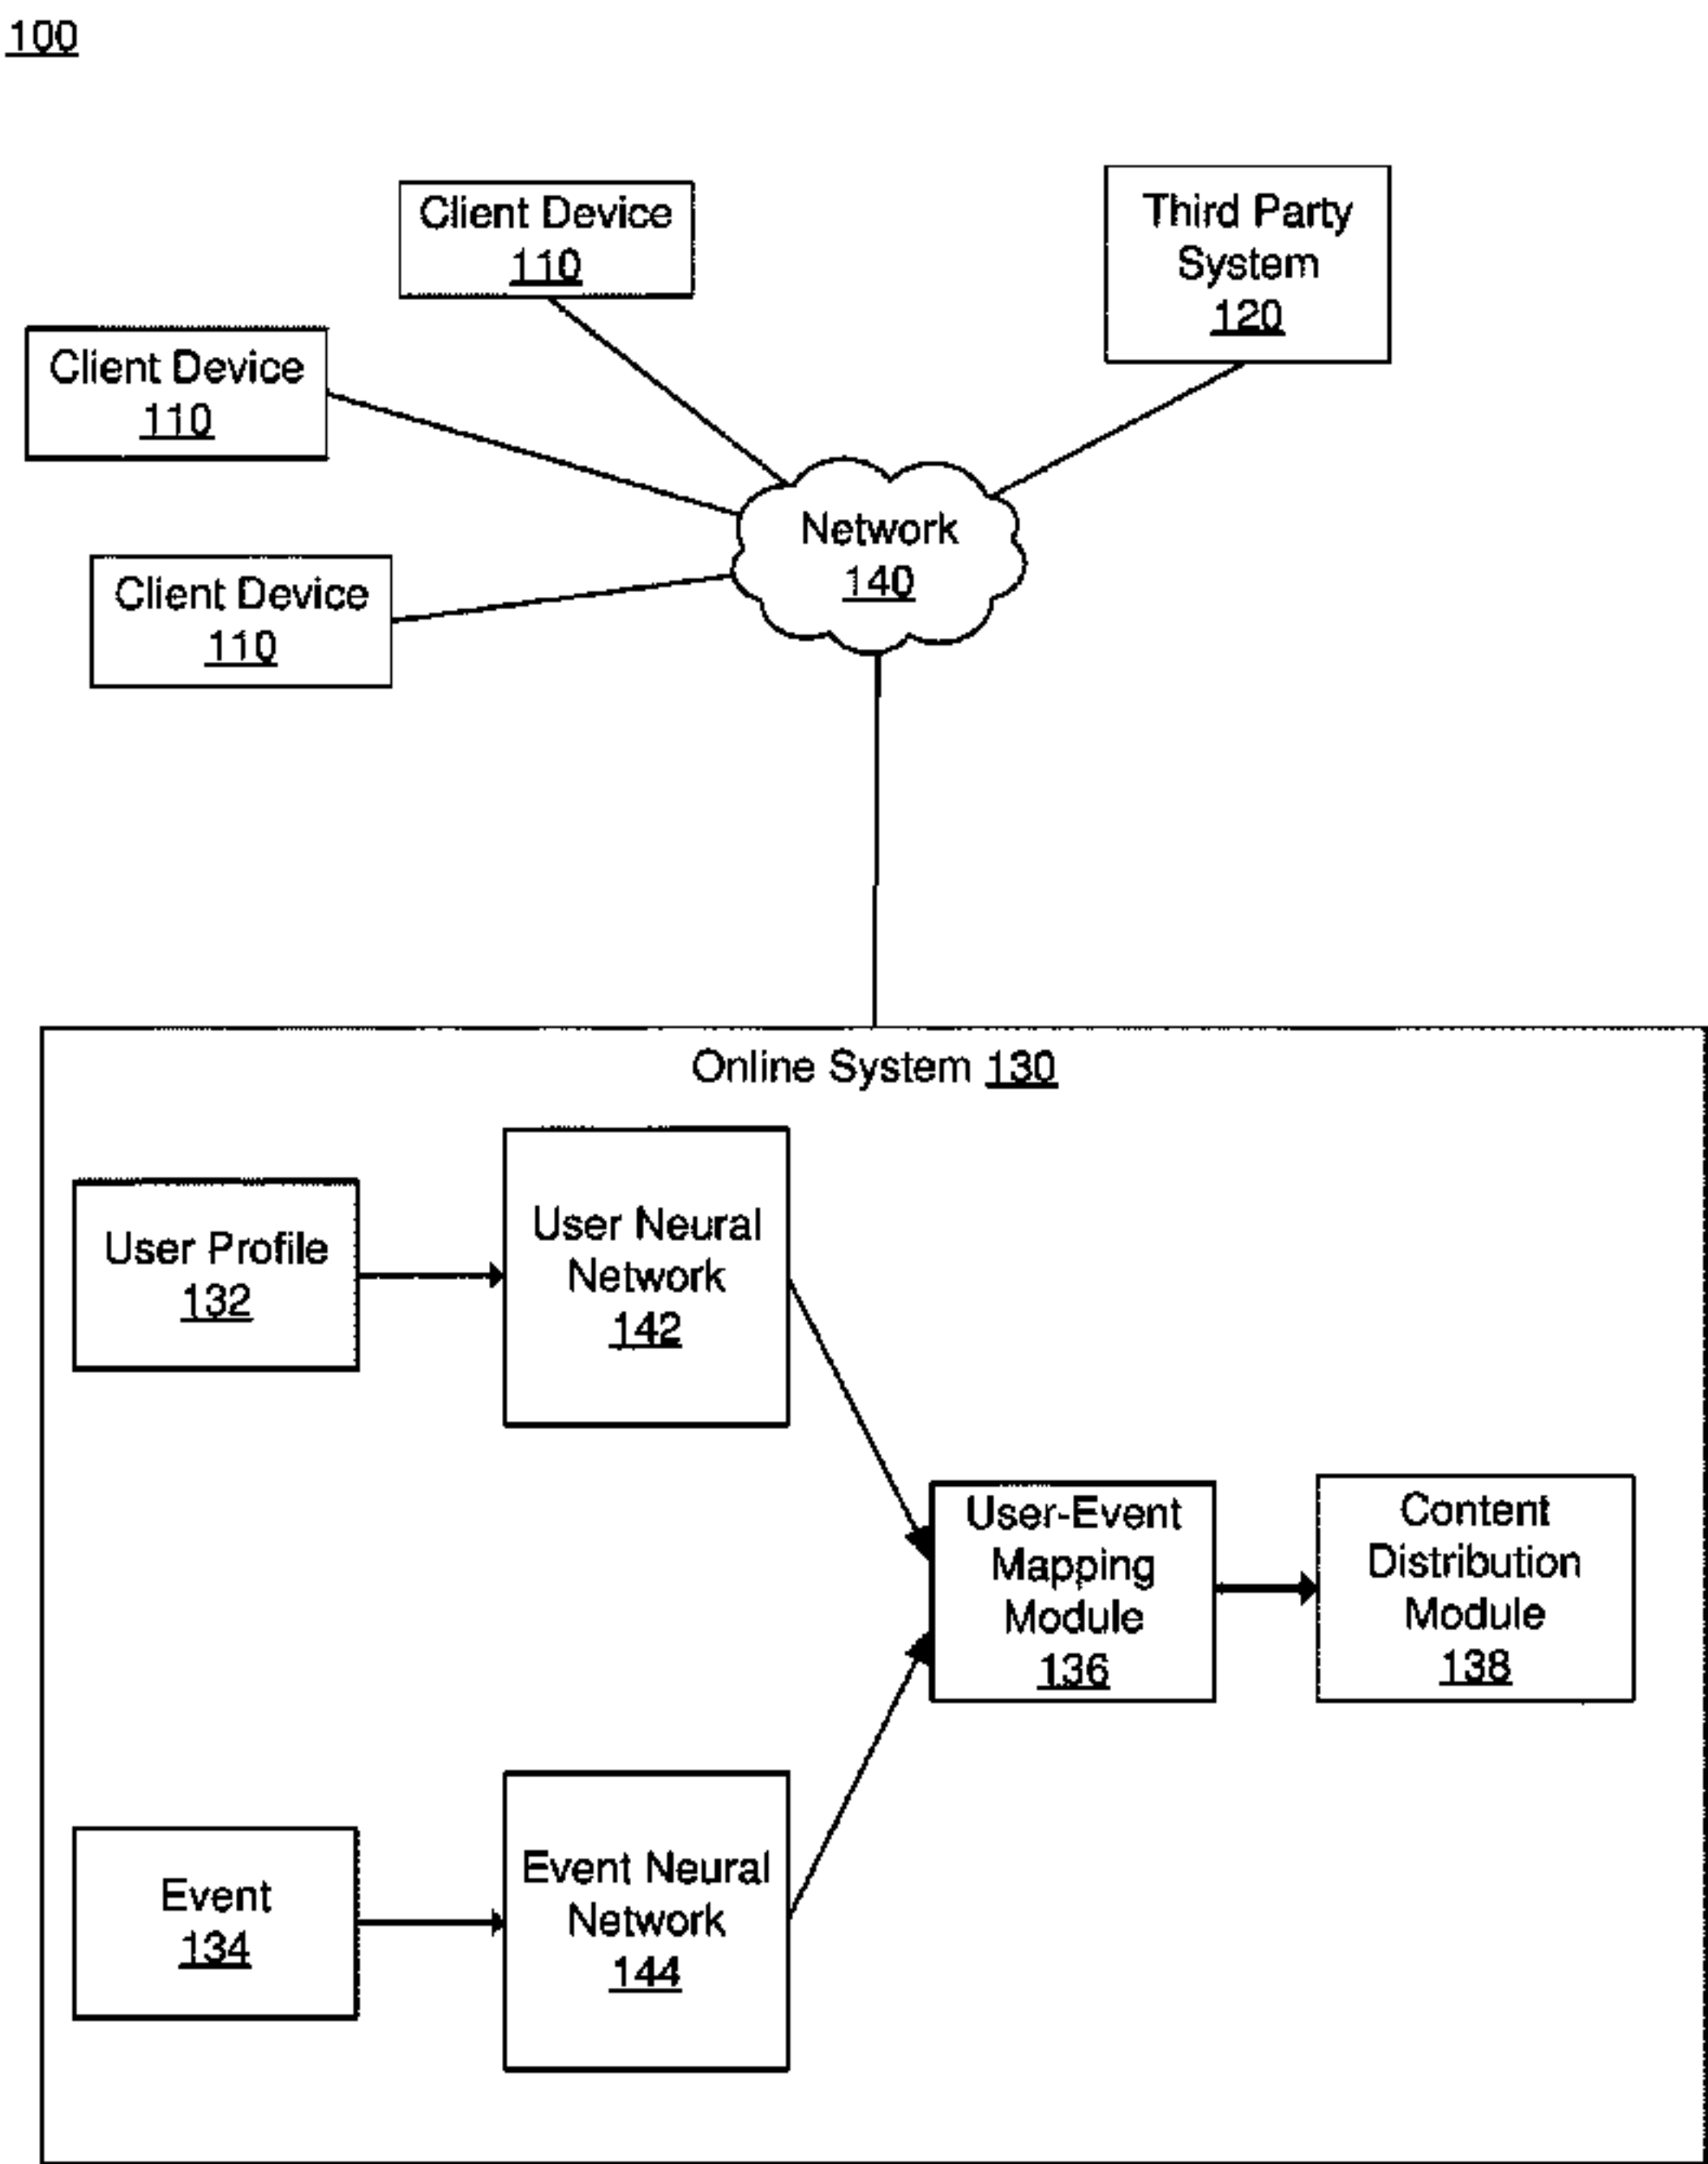 100
Client Device
110
Third Party
System
120
Client Device
110
Network
140
Client Device
110
Online System 130
User Profile
132
User Neural
Network
142
User-Event
Mapping
Module
136
Content
Distribution
Module
138
Event
134
Event Neural
Network
144